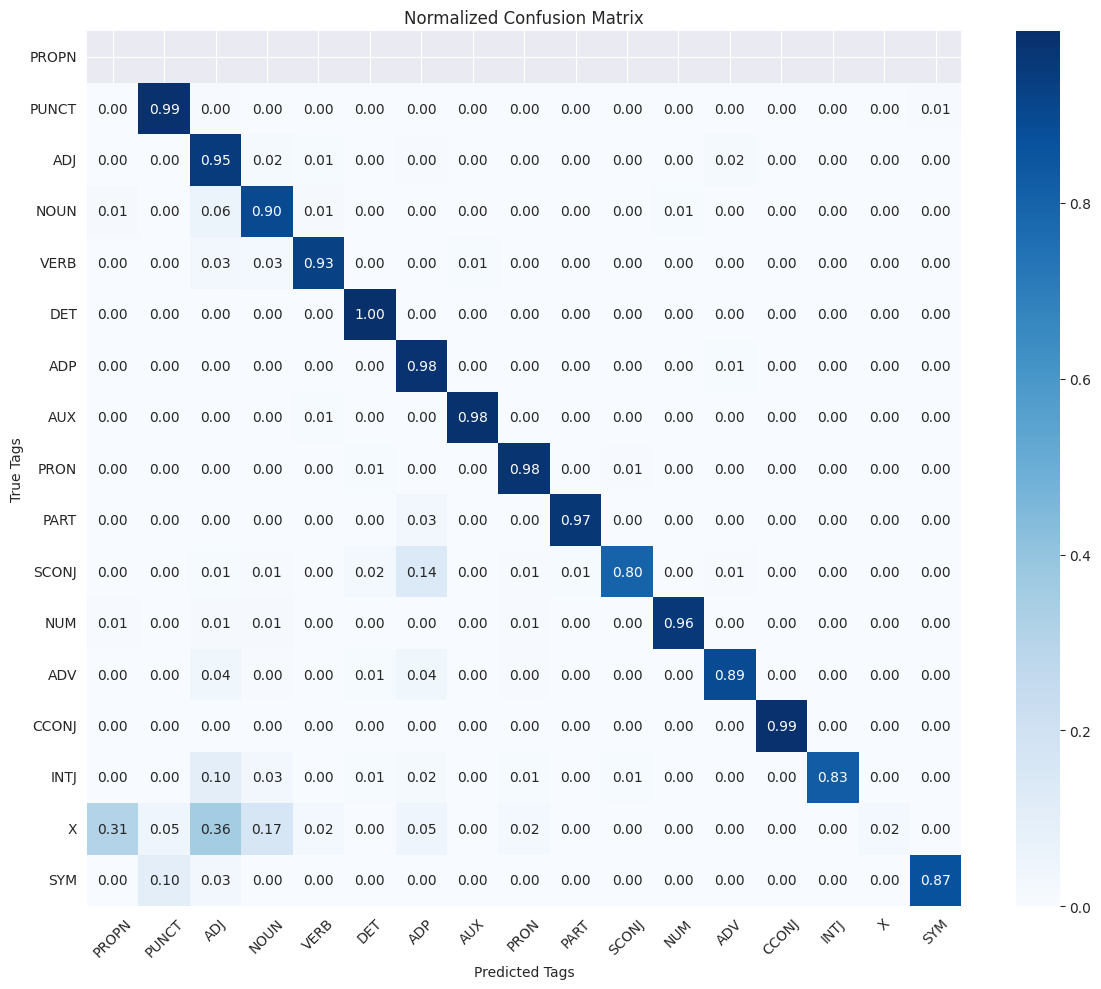 Normalized Confusion Matrix
PROPN
PUNCT 0.00 0.99 0.00 0.00 0.00 0.00 0.00 0.00 0.00 0.00 0.00 0.00 0.00 0.00 0.00 0.00 0.01
ADJ 0.00 0.00 0.95 0.02 0.01 0.00 0.00 0.00 0.00 0.00 0.00 0.00 0.02 0.00 0.00 0.00 0.00
NOUN 0.01 0.00 0.06 0.90 0.01 0.00 0.00 0.00 0.00 0.00 0.00 0.01 0.00 0.00 0.00 0.00 0.00
VERB 0.00 0.00 0.03 0.03 0.93 0.00 0.00 0.01 0.00 0.00 0.00 0.00 0.00 0.00 0.00 0.00 0.00
DET 0.00 0.00 0.00 0.00 0.00 1.00 0.00 0.00 0.00 0.00 0.00 0.00 0.00 0.00 0.00 0.00 0.00
ADP 0.00 0.00 0.00 0.00 0.00 0.00 0.98 0.00 0.00 0.00 0.00 0.00 0.01 0.00 0.00 0.00 0.00
AUX 0.00 0.00 0.00 0.00 0.01 0.00 0.00 0.98 0.00 0.00 0.00 0.00 0.00 0.00 0.00 0.00 0.00
PRON 0.00 0.00 0.00 0.00 0.00 0.01 0.00 0.00 0.98 0.00 0.01 0.00 0.00 0.00 0.00 0.00 0.00
PART 0.00 0.00 0.00 0.00 0.00 0.00 0.03 0.00 0.00 0.97 0.00 0.00 0.00 0.00 0.00 0.00 0.00
SCONJ 0.00 0.00 0.01 0.01 0.00 0.02 0.14 0.00 0.01 0.01 0.80 0.00 0.01 0.00 0.00 0.00 0.00
NUM 0.01 0.00 0.01 0.01 0.00 0.00 0.00 0.00 0.01 0.00 0.00 0.96 0.00 0.00 0.00 0.00 0.00
ADV 0.00 0.00 0.04 0.00 0.00 0.01 0.04 0.00 0.00 0.00 0.00 0.00 0.89 0.00 0.00 0.00 0.00
CCONJ 0.00 0.00 0.00 0.00 0.00 0.00 0.00 0.00 0.00 0.00 0.00 0.00 0.00 0.99 0.00 0.00 0.00
INTJ 0.00 0.00 0.10 0.03 0.00 0.01 0.02 0.00 0.01 0.00 0.01 0.00 0.00 0.00 0.83 0.00 0.00
X 0.31 0.05 0.36 0.17 0.02 0.00 0.05 0.00 0.02 0.00 0.00 0.00 0.00 0.00 0.00 0.02 0.00
SYM 0.00 0.10 0.03 0.00 0.00 0.00 0.00 0.00 0.00 0.00 0.00 0.00 0.00 0.00 0.00 0.00 0.87
PROPN PUNCT ADJ NOUN VERB DET ADP AUX PRON PART SCONJ NUM ADV CCONJ INTJ X SYM
Predicted Tags
True Tags
0.8
0.6
0.4
0.2
0.0